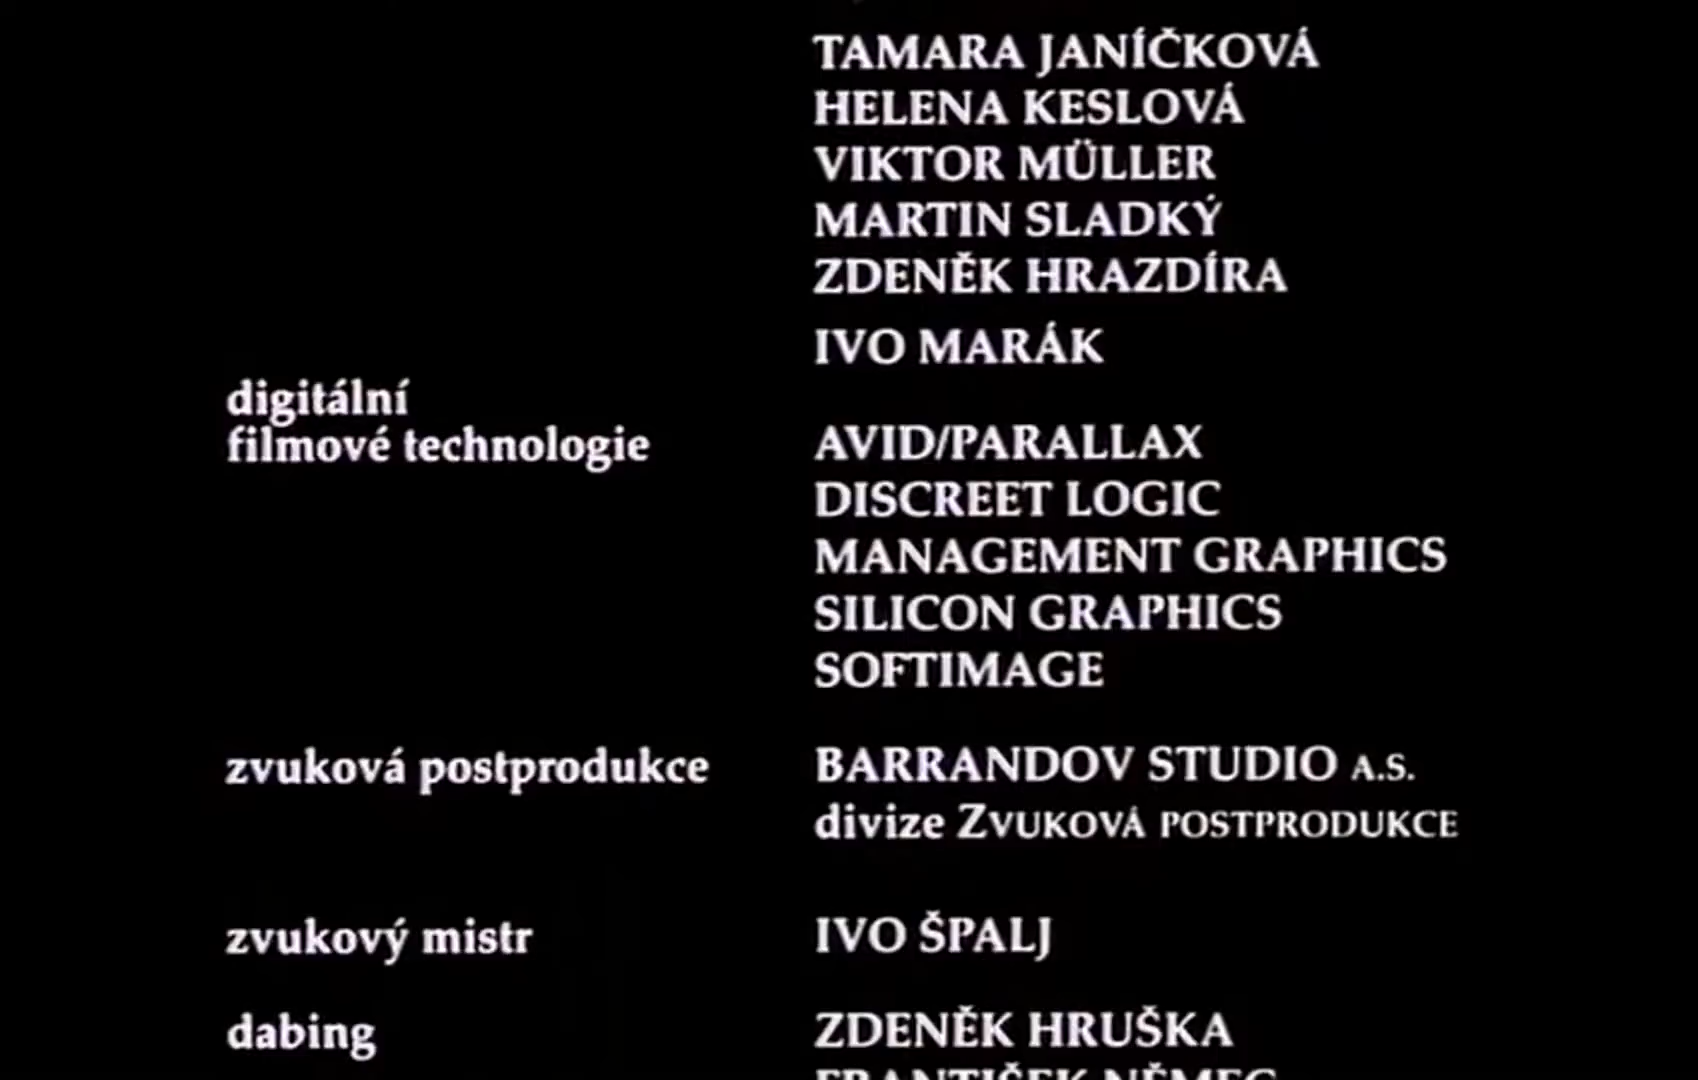 TAMARA JANÍČKOVÁ
HELENA KESLOVÁ
VIKTOR MÜLLER
MARTIN SLADKÝ
ZDENĚK HRAZDÍRA
IVO MARÁK
digitální
filmové technologie AVID/PARALLAX
DISCREET LOGIC
MANAGEMENT GRAPHICS
SILICON GRAPHICS
SOFTIMAGE
zvuková postprodukce BARRANDOV STUDIO A.S.
divize ZVUKOVÁ POSTPRODUKCE
zvukový mistr IVO ŠPALJ
dabing ZDENĚK HRUŠKA
FRANTIŠEK NĚMEC